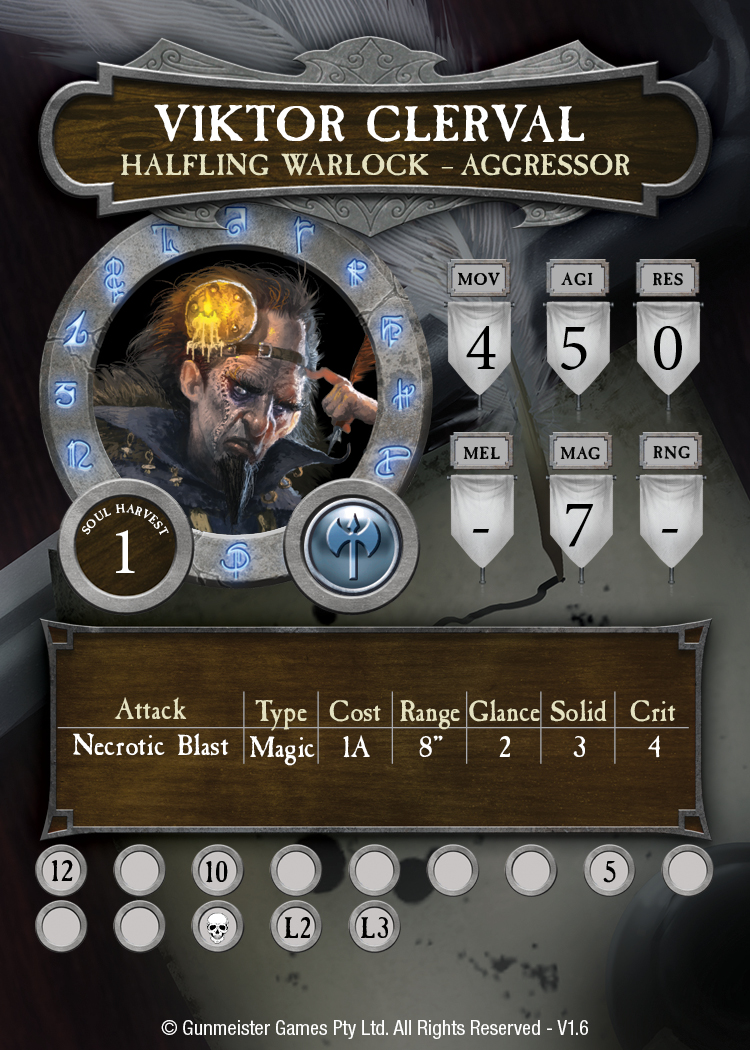 VIKTOR CLERVAL
HALFLING WARLOCK – AGGRESSOR
MOV AGI RES
4 5 0
MEL MAG RNG
- 7 -
SOUL HARVEST
1
Attack Type Cost Range Glance Solid Crit
Necrotic Blast Magic 1A 8” 2 3 4
12 10 5
L2 L3
© Gunmeister Games Pty Ltd. All Rights Reserved - V1.6